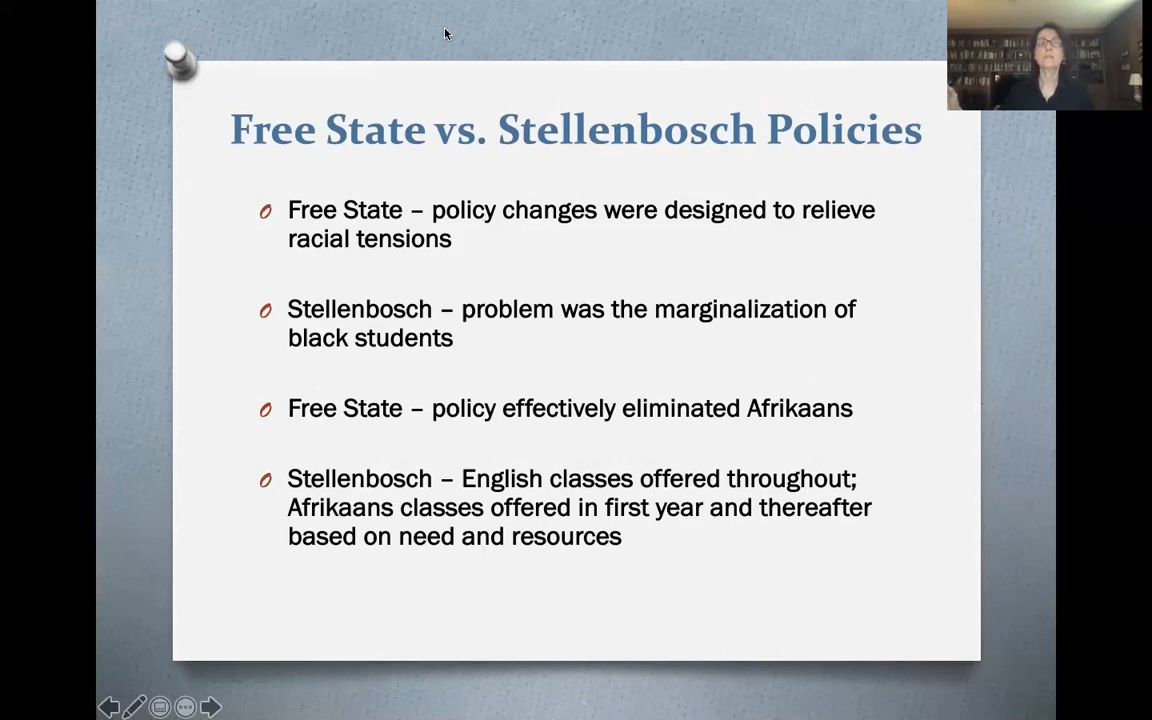 Free State vs. Stellenbosch Policies
Free State – policy changes were designed to relieve
racial tensions
Stellenbosch – problem was the marginalization of
black students
Free State – policy effectively eliminated Afrikaans
Stellenbosch – English classes offered throughout;
Afrikaans classes offered in first year and thereafter
based on need and resources